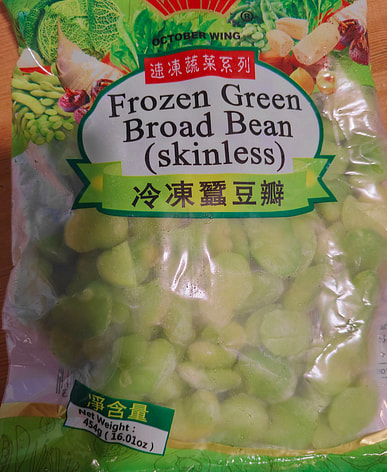 ®
OCTOBER WING
速凍蔬菜系列
Frozen Green
Broad Bean
(skinless)
冷凍蠶豆瓣
淨含量
Net Weight :
454g ( 16.01oz )